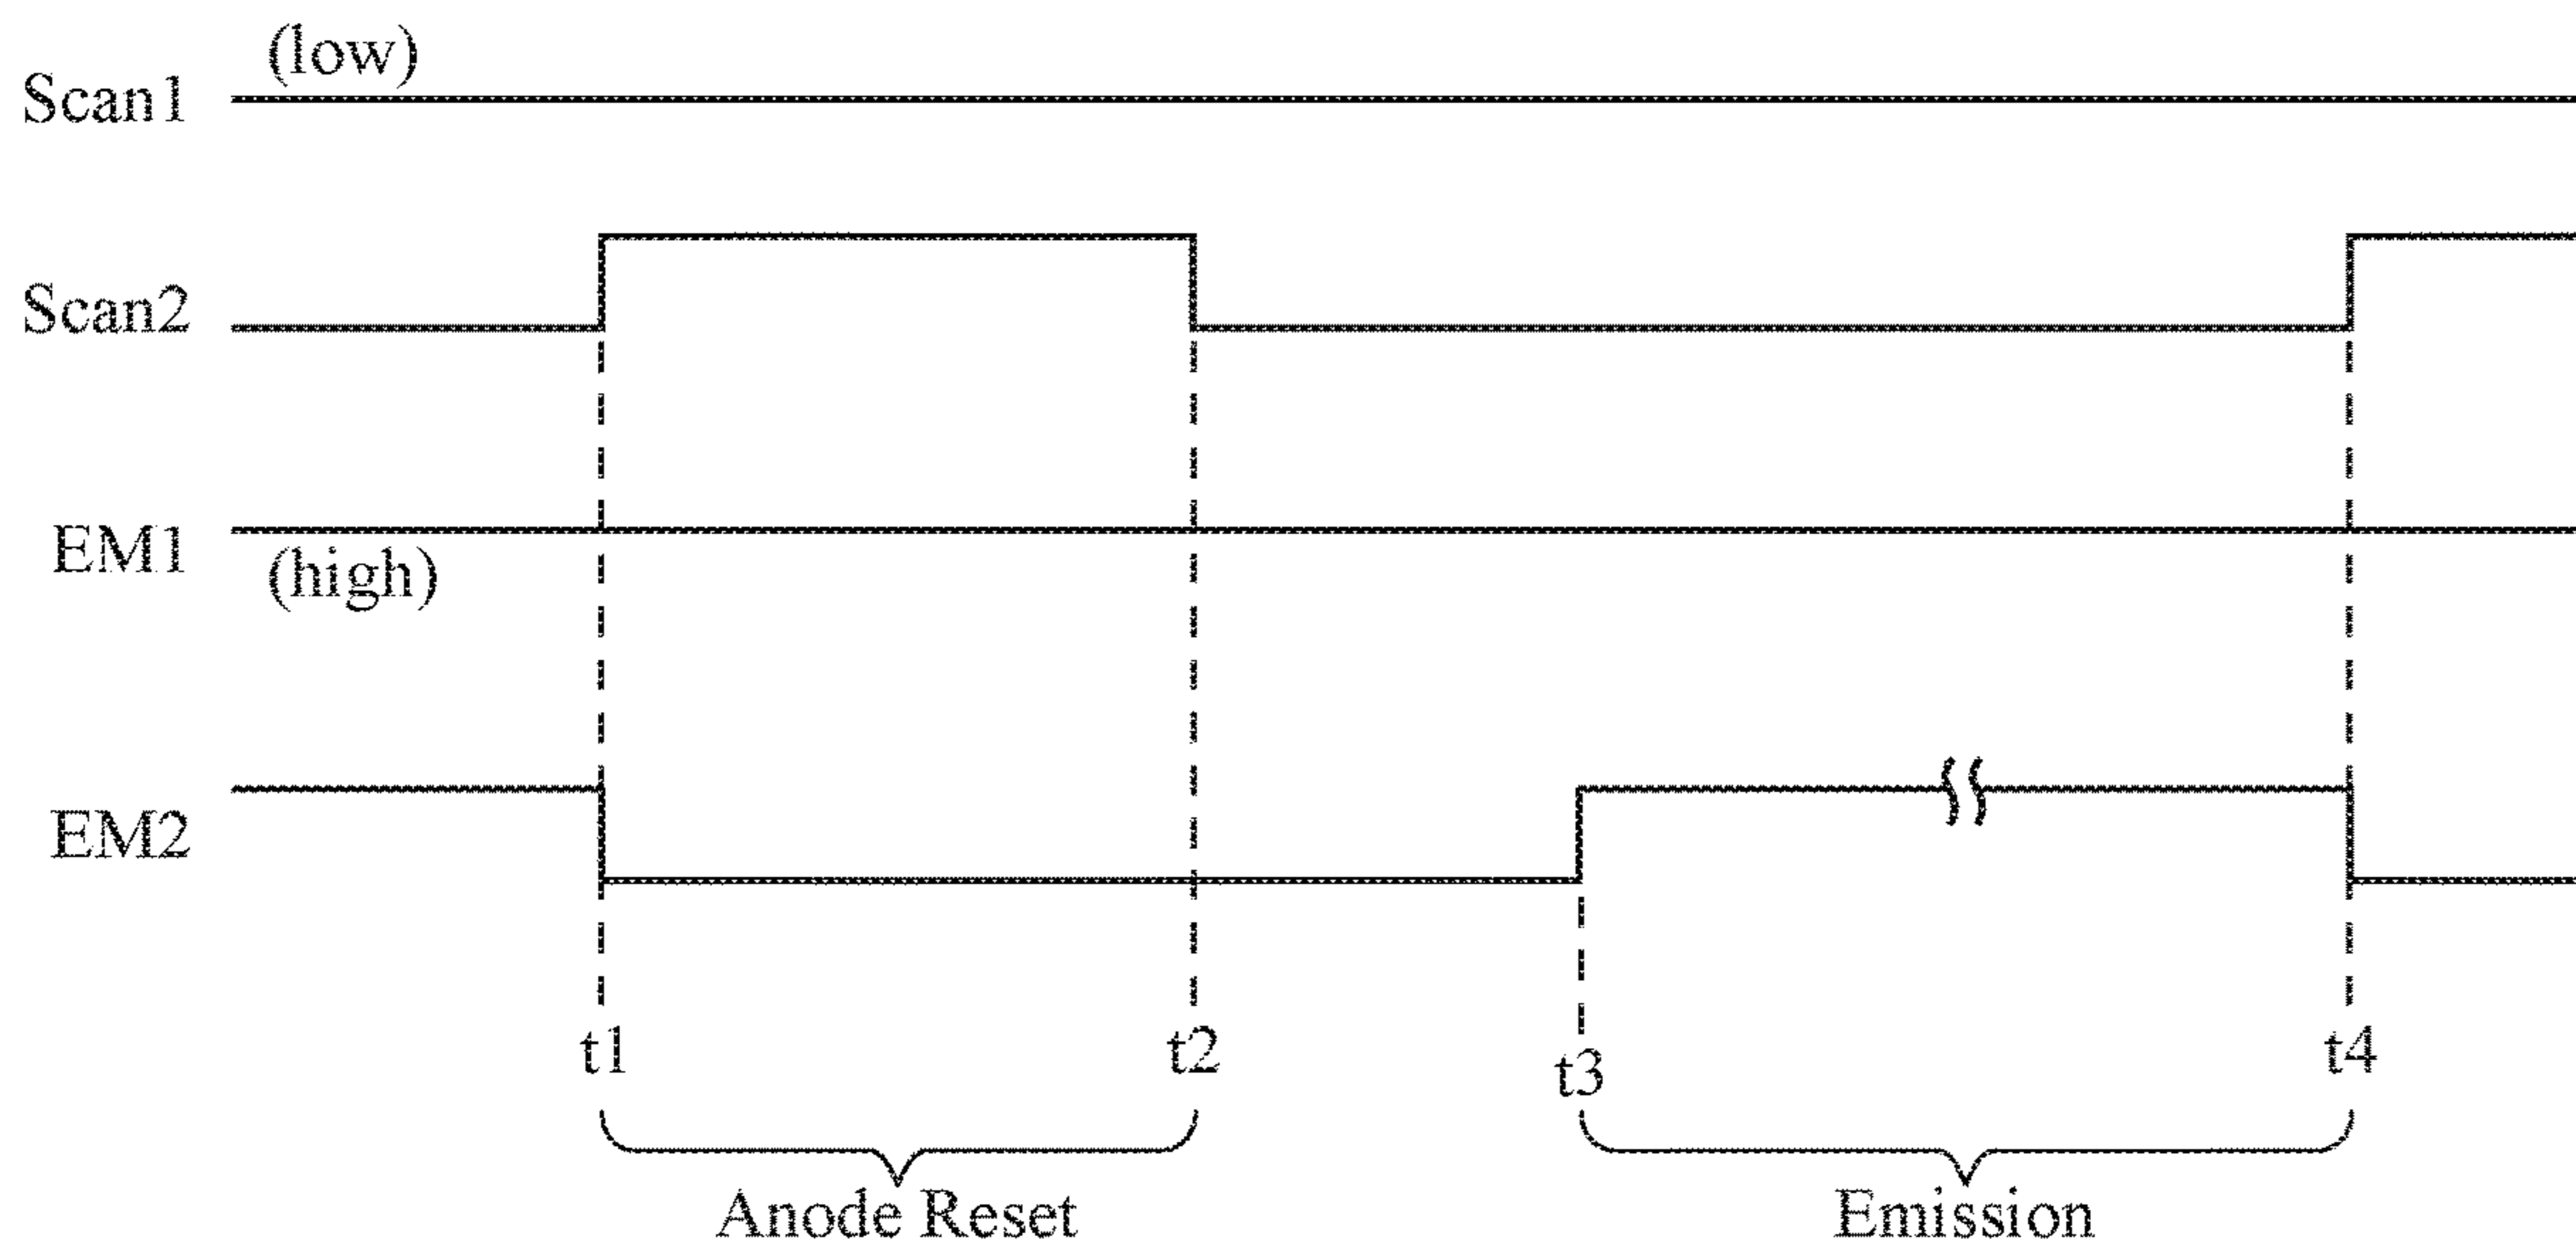 (low)
Scan1
Scan2
EM1
(high)
EM2
t1
t2
t3
t4
Anode Reset
Emission